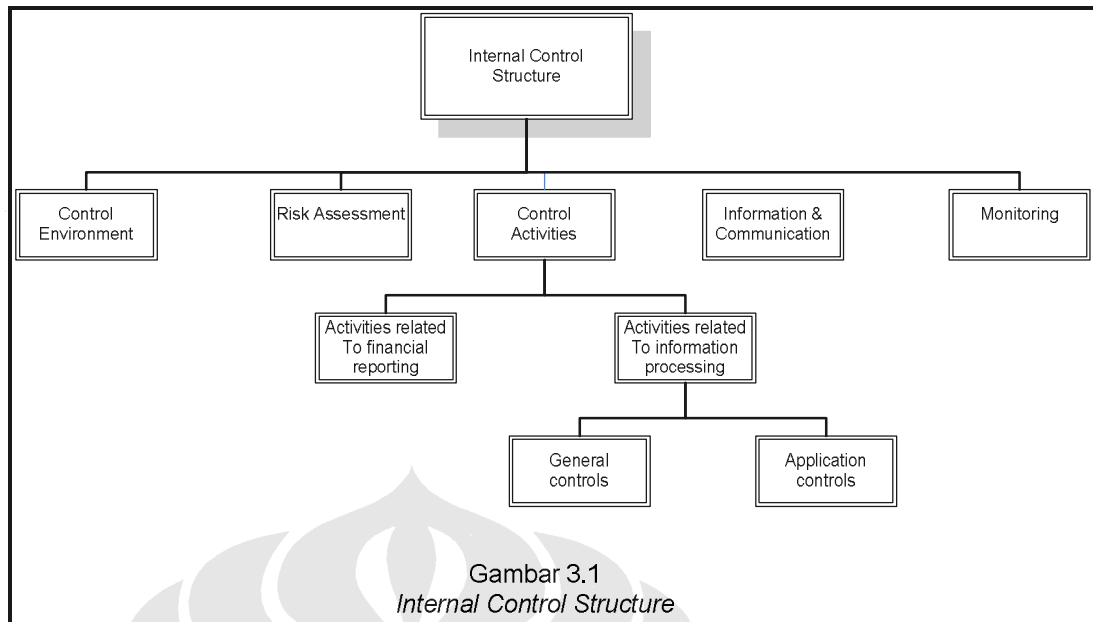 Internal Control
Structure
Control
Environment
Risk Assessment
Control
Activities
Information &
Communication
Monitoring
Activities related
To financial
reporting
Activities related
To information
processing
General
controls
Application
controls
Gambar 3.1
Internal Control Structure